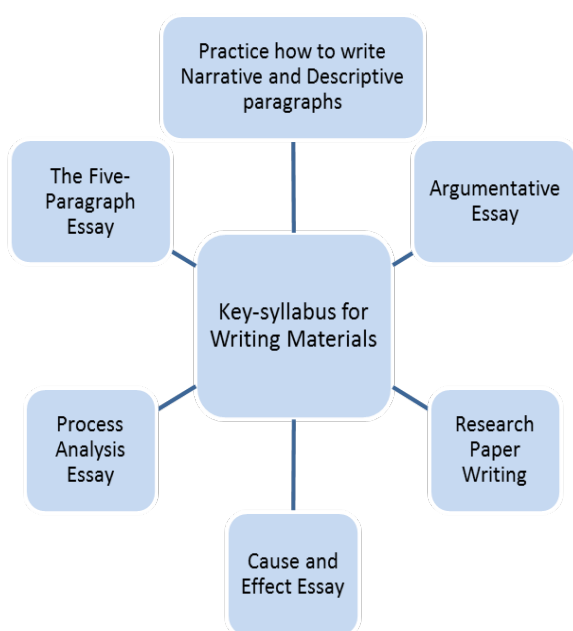 Practice how to write
Narrative and Descriptive
paragraphs
The Five-
Paragraph
Essay
Argumentative
Essay
Key-syllabus for
Writing Materials
Process
Analysis
Essay
Research
Paper
Writing
Cause and
Effect Essay